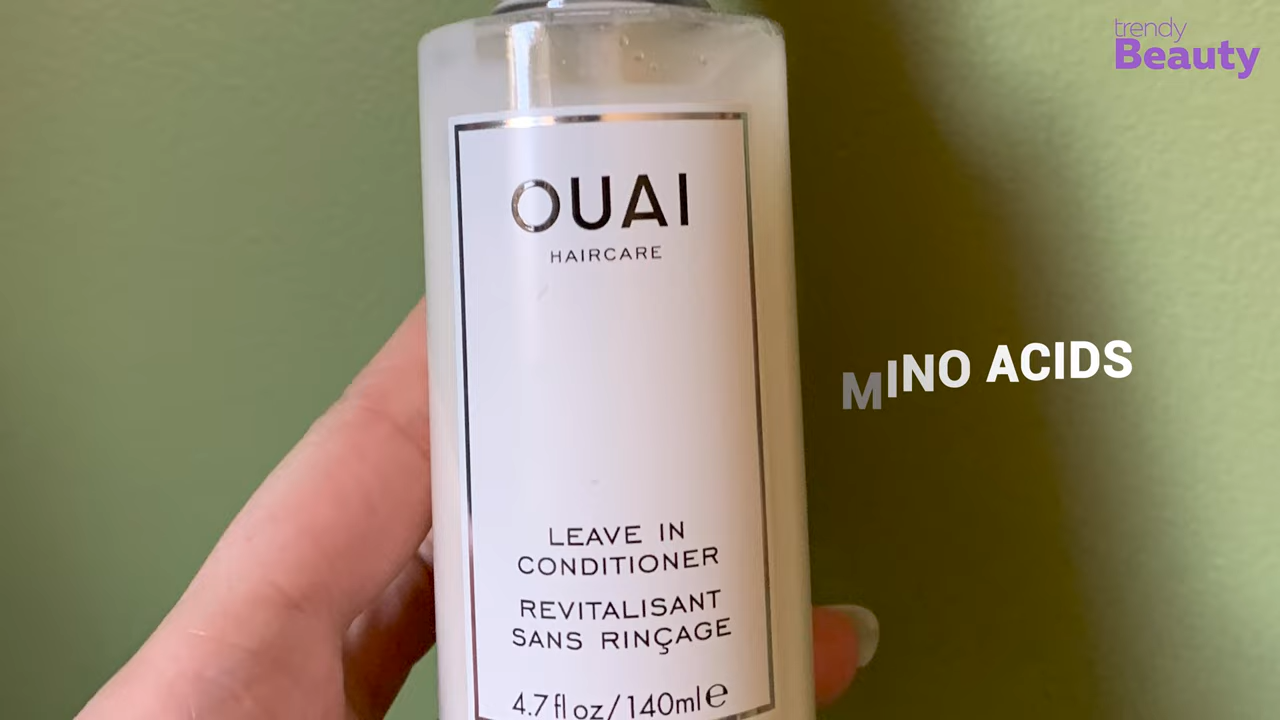 trendy
Beauty
OUAI
HAIRCARE
MINO ACIDS
LEAVE IN
CONDITIONER
REVITALISANT
SANS RINÇAGE
4.7 fl oz/140ml e